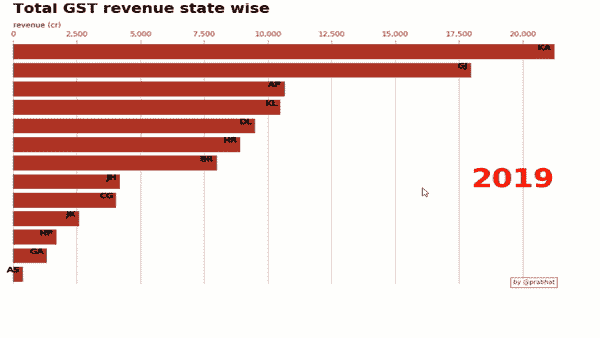 Total GST revenue state wise
revenue (cr)
0 2,500 5,000 7,500 10,000 12,500 15,000 17,500 20,000
KA
GJ
AP
KL
DL
HR
BR
JH
CG
JK
HP
GA
AS
2019
by @prabhat